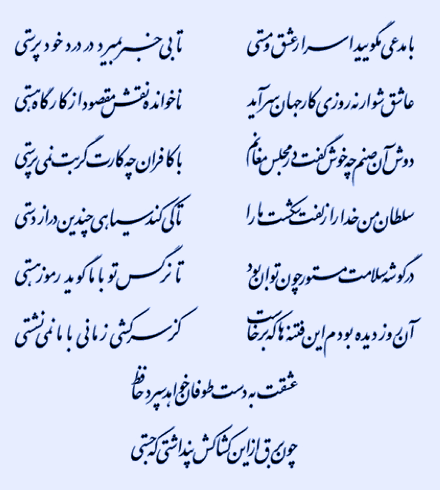 با مدعی مگویید اسرار عشق و مستی تا بی خبر بمیرد در درد خود پرستی
عاشق شو ار نه روزی کار جهان سر آید ناخوانده نقش مقصود از کارگاه هستی
دوش آن صنم چه خوش گفت در مجلس مغانم با کافران چه کارت گر بت نمی پرستی
سلطان من خدا را زلفت شکست ما را تا کی کند سیاهی چندین دراز دستی
در گوشه سلامت مستور چون توان بود تا نرگس تو با ما گوید رموز مستی
آن روز دیده بودم این فتنه ها که برخاست کز سرکشی زمانی با ما نمی نشستی
عشقت به دست طوفان خواهد سپرد حافظ
چون برق از این کشاکش پنداشتی که جستی